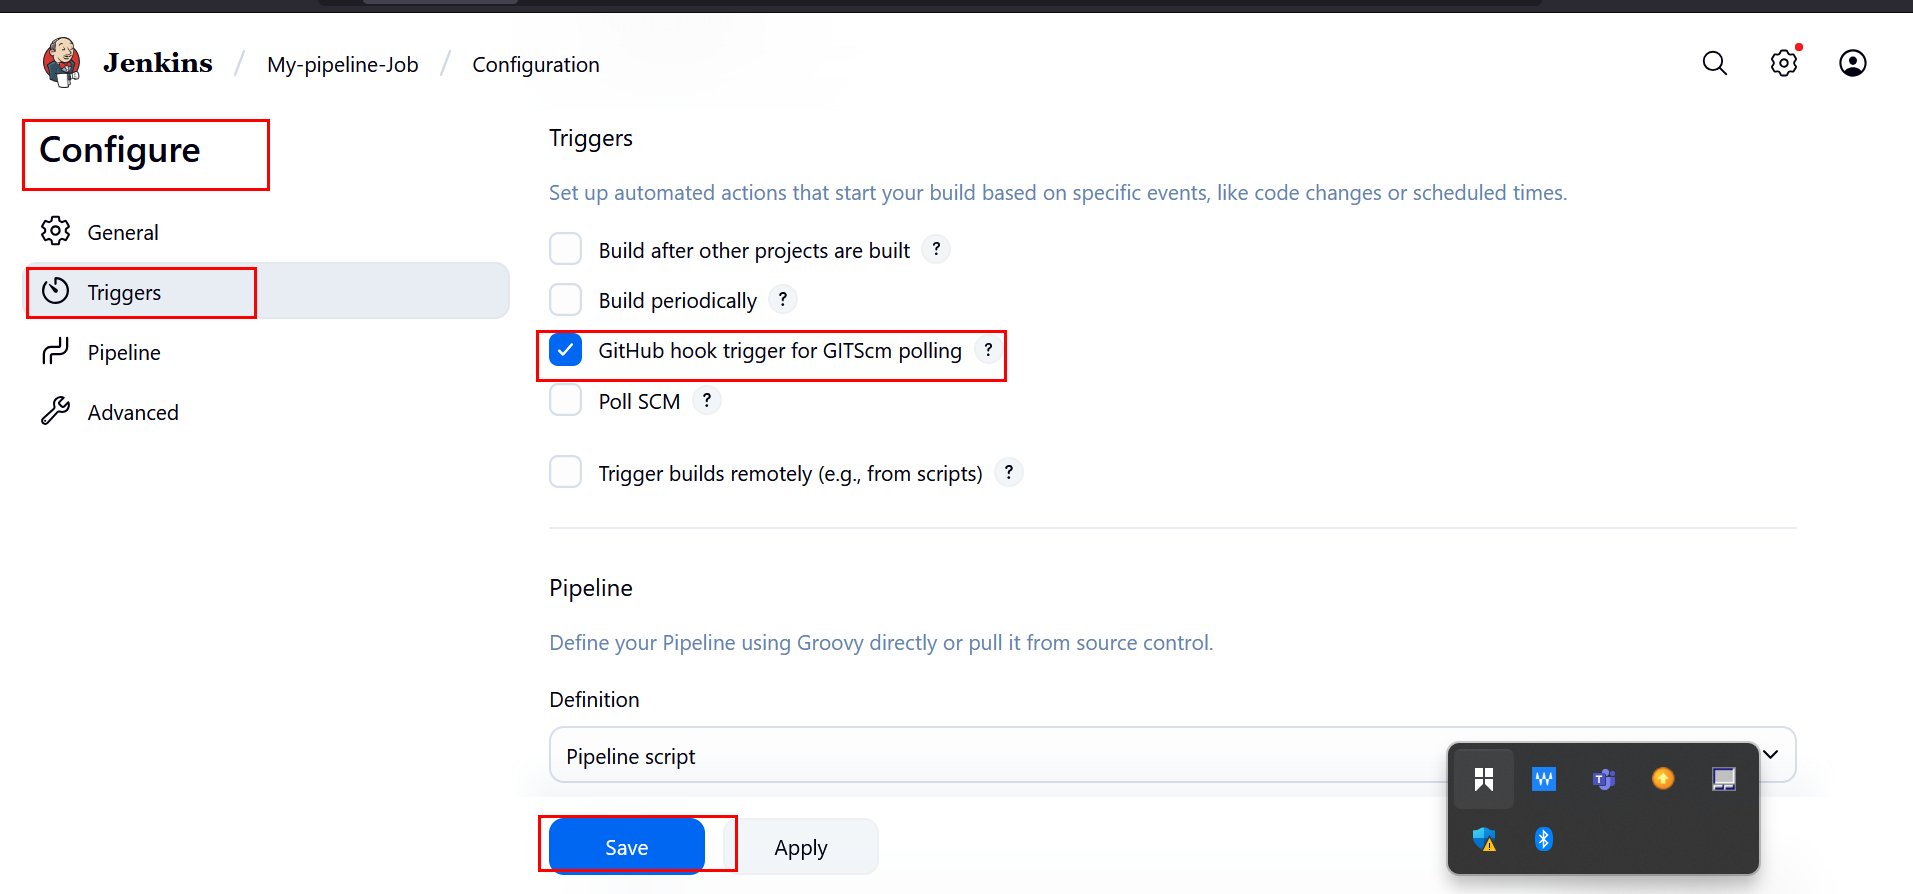 Jenkins / My-pipeline-Job / Configuration
Configure
General
Triggers
Pipeline
Advanced
Triggers
Set up automated actions that start your build based on specific events, like code changes or scheduled times.
Build after other projects are built ?
Build periodically ?
GitHub hook trigger for GITScm polling ?
Poll SCM ?
Trigger builds remotely (e.g., from scripts) ?
Pipeline
Define your Pipeline using Groovy directly or pull it from source control.
Definition
Pipeline script
Save Apply